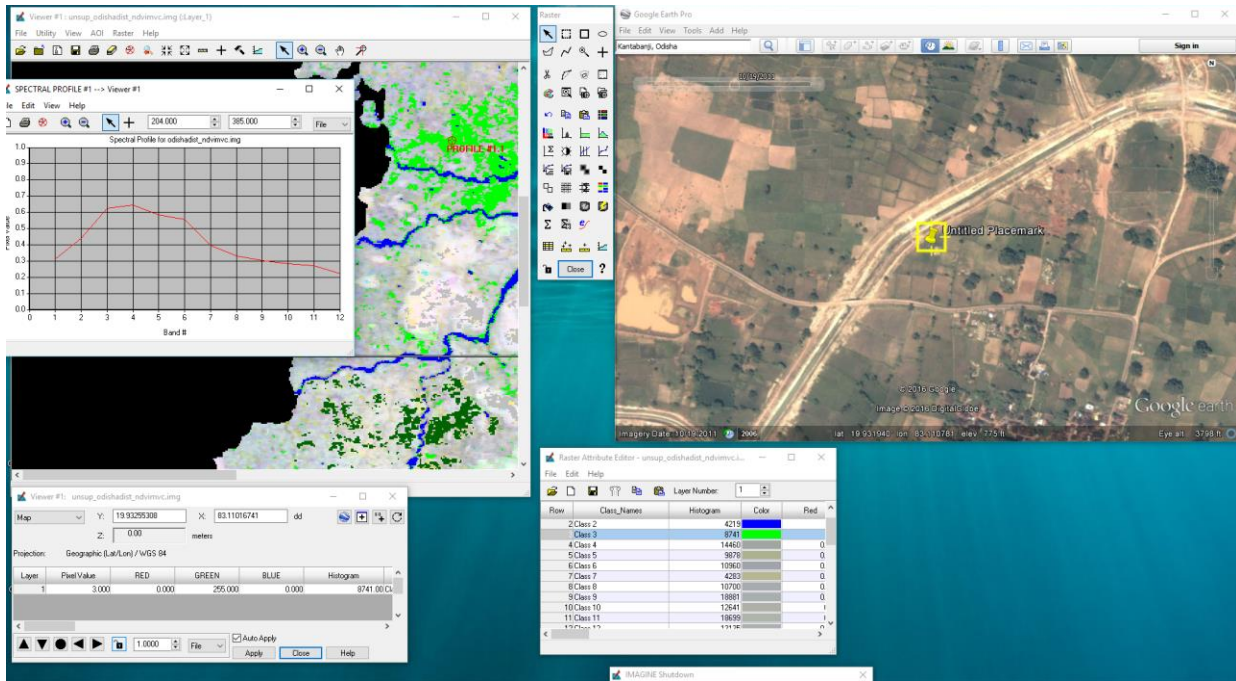 Viewer #1 : unsup_odishadist_ndvimvc.img (:Layer_1)
File Utility View AOI Raster Help
SPECTRAL PROFILE #1 --> Viewer #1
Edit View Help
204.000 385.000 File
Spectral Profile for odishadist_ndvimvc.img
1.0
0.9
0.8
0.7
0.6
0.5
0.4
0.3
0.2
0.1
0.0
0 1 2 3 4 5 6 7 8 9 10 11 12
Band #
Raster
Close ?
Google Earth Pro
File Edit View Tools Add Help
Kantabanji, Odisha
Sign in
N
Untitled Placemark
© 2016 Google
Image © 2016 DigitalGlobe
Google earth
Imagery Date: 10/19/2011 2006 lat 19.931940 lon 83.110781 elev 775 ft Eye alt 3798 ft
Viewer #1: unsup_odishadist_ndvimvc.img
Map Y: 19.93255308 X: 83.11016741 dd
Z: 0.00 meters
Projection: Geographic (Lat/Lon) / WGS 84
Layer Pixel Value RED GREEN BLUE Histogram
1 3.000 0.000 255.000 0.000 8741.00
1.0000 File Auto Apply
Apply Close Help
Raster Attribute Editor - unsup_odishadist_ndvimvc.i...
File Edit Help
Layer Number: 1
Row Class_Names Histogram Color Red
2 Class 2 4219
Class 3 8741
4 Class 4 14460 0.
5 Class 5 9878 0.
6 Class 6 10960 0.
7 Class 7 4283 0.
8 Class 8 10700 0.
9 Class 9 18881 0.
10 Class 10 12641
11 Class 11 18699
IMAGINE Shutdown